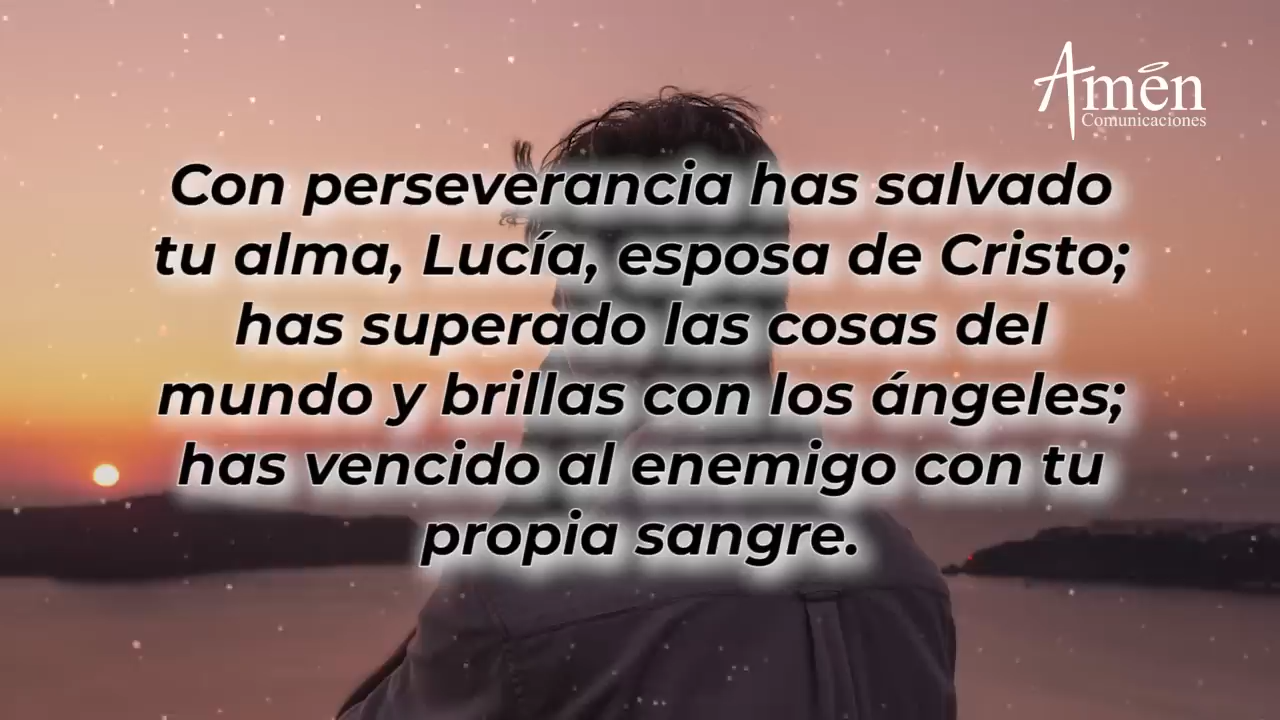 Amén
Comunicaciones
Con perseverancia has salvado
tu alma, Lucía, esposa de Cristo;
has superado las cosas del
mundo y brillas con los ángeles;
has vencido al enemigo con tu
propia sangre.